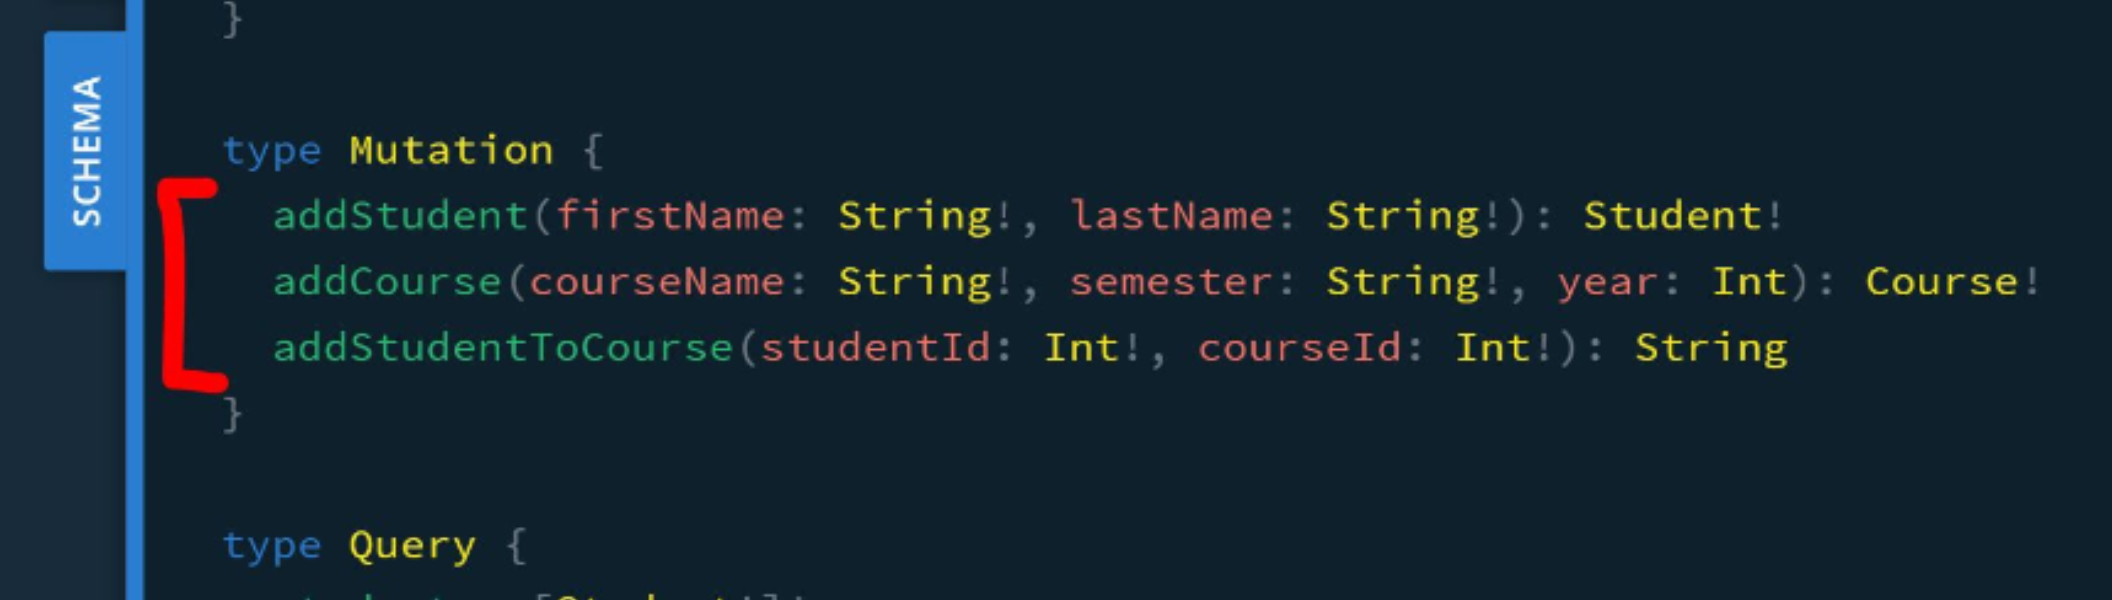 }
SCHEMA
type Mutation {
addStudent(firstName: String!, lastName: String!): Student!
addCourse(courseName: String!, semester: String!, year: Int): Course!
addStudentToCourse(studentId: Int!, courseId: Int!): String
}
type Query {